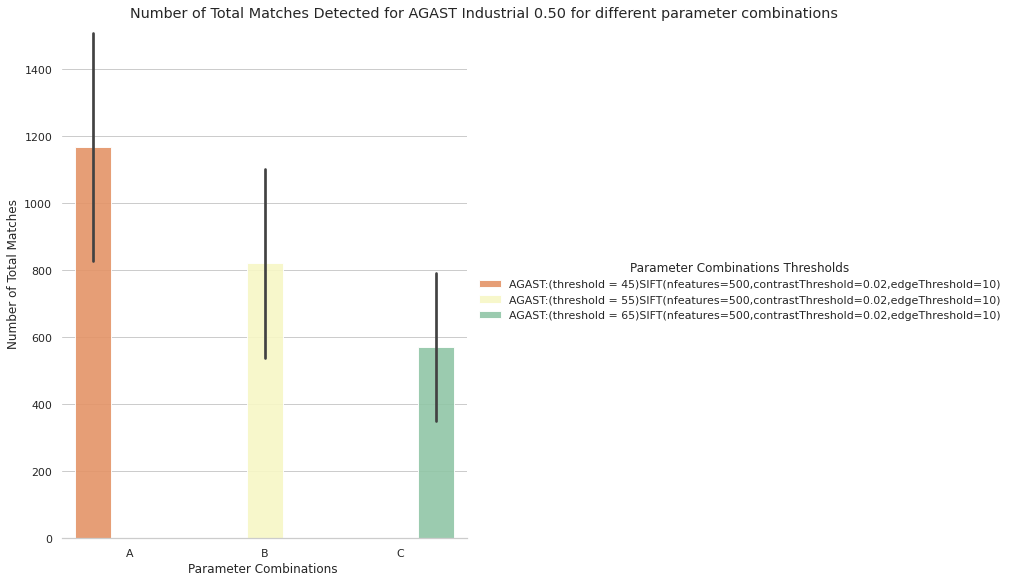 Number of Total Matches Detected for AGAST Industrial 0.50 for different parameter combinations
1400
1200
1000
800
600
400
200
0
Number of Total Matches
A
B
C
Parameter Combinations
Parameter Combinations Thresholds
AGAST:(threshold = 45)SIFT(nfeatures=500,contrastThreshold=0.02,edgeThreshold=10)
AGAST:(threshold = 55)SIFT(nfeatures=500,contrastThreshold=0.02,edgeThreshold=10)
AGAST:(threshold = 65)SIFT(nfeatures=500,contrastThreshold=0.02,edgeThreshold=10)